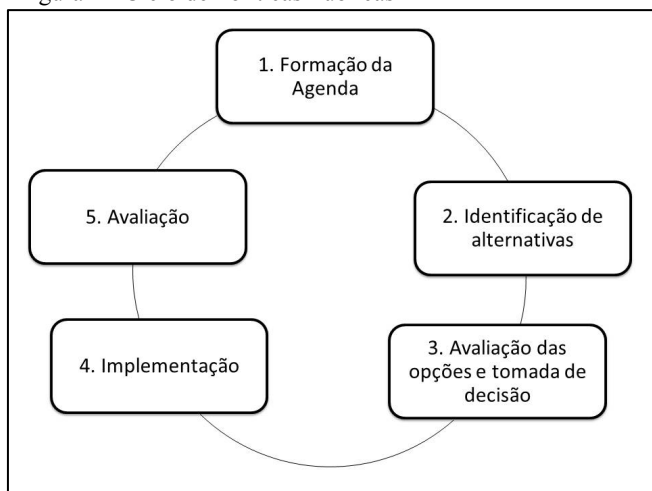 1. Formação da
Agenda
2. Identificação de
alternativas
3. Avaliação das
opções e tomada de
decisão
4. Implementação
5. Avaliação